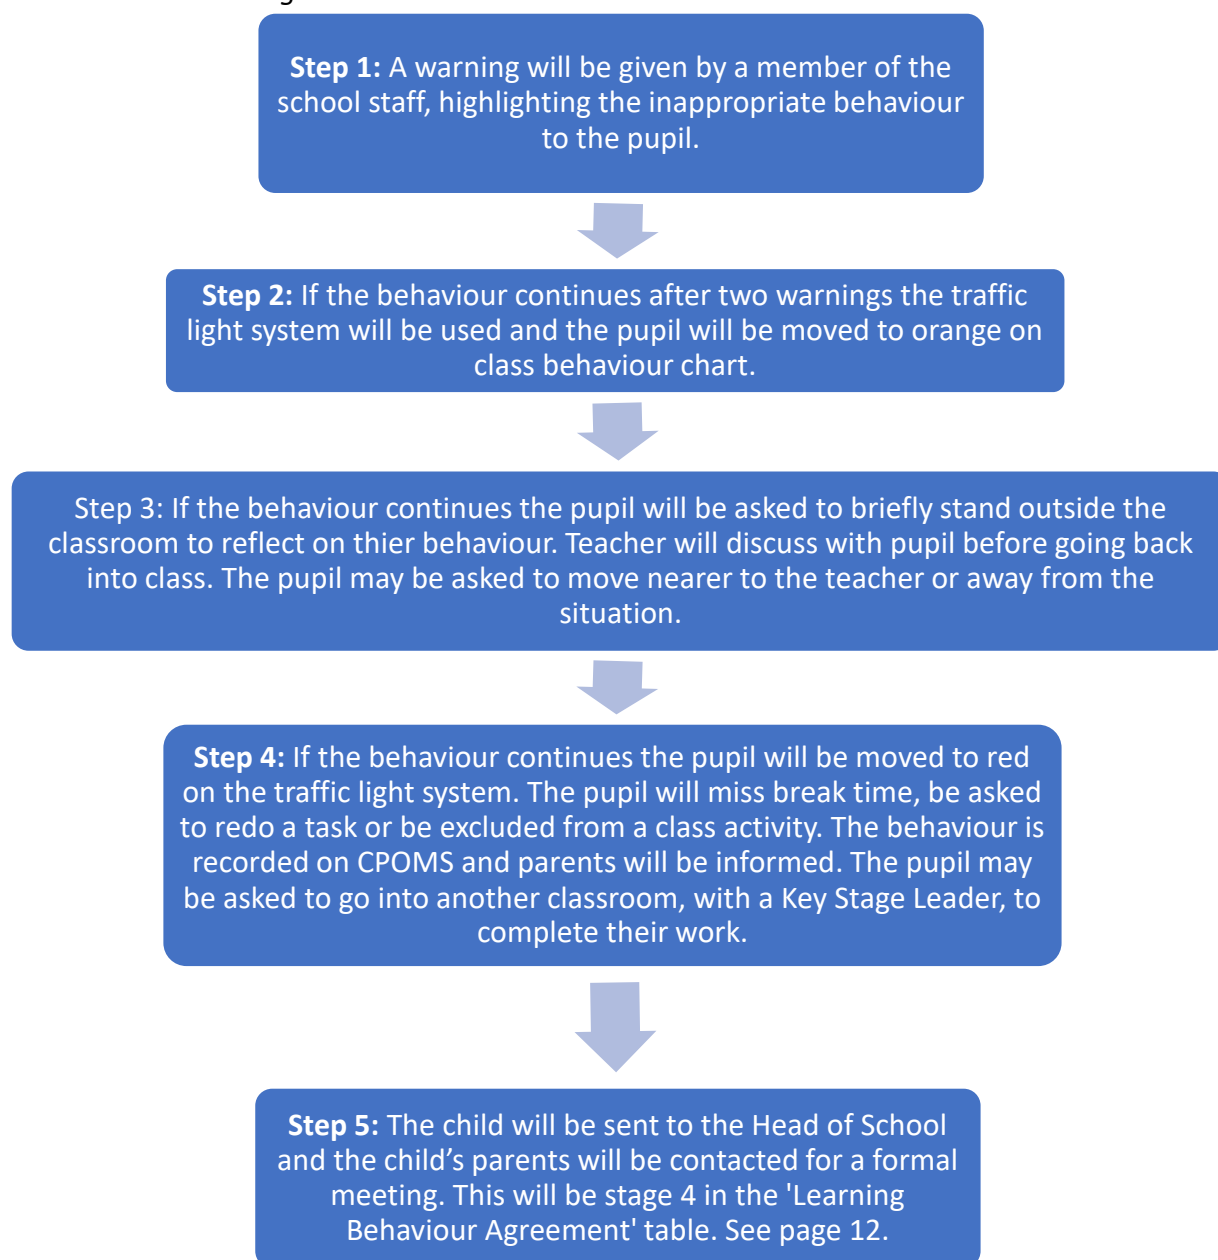 Step 1: A warning will be given by a member of the
school staff, highlighting the inappropriate behaviour
to the pupil.
Step 2: If the behaviour continues after two warnings the traffic
light system will be used and the pupil will be moved to orange on
class behaviour chart.
Step 3: If the behaviour continues the pupil will be asked to briefly stand outside the
classroom to reflect on thier behaviour. Teacher will discuss with pupil before going back
into class. The pupil may be asked to move nearer to the teacher or away from the
situation.
Step 4: If the behaviour continues the pupil will be moved to red
on the traffic light system. The pupil will miss break time, be asked
to redo a task or be excluded from a class activity. The behaviour is
recorded on CPOMS and parents will be informed. The pupil may
be asked to go into another classroom, with a Key Stage Leader, to
complete their work.
Step 5: The child will be sent to the Head of School
and the child’s parents will be contacted for a formal
meeting. This will be stage 4 in the 'Learning
Behaviour Agreement' table. See page 12.